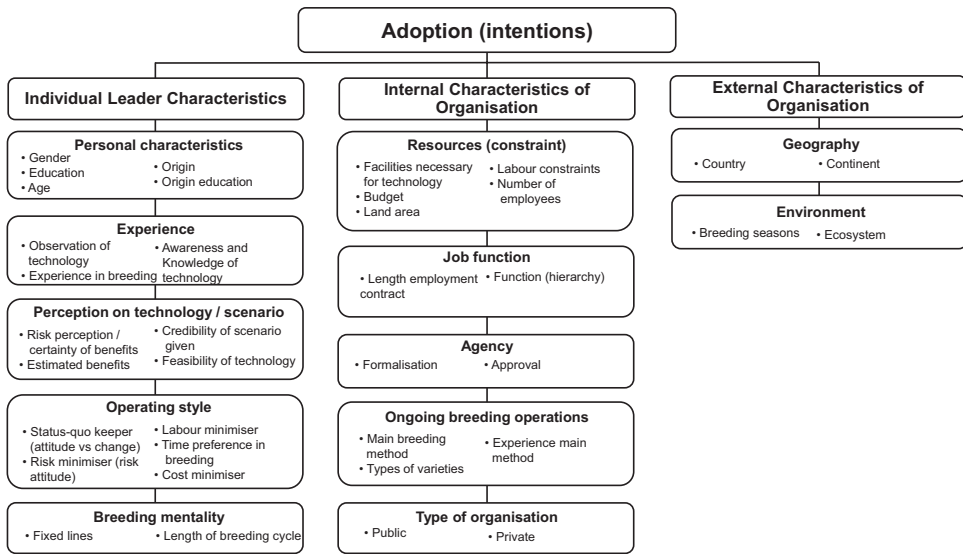 Adoption (intentions)
Individual Leader Characteristics
Personal characteristics
• Gender
• Education
• Age
• Origin
• Origin education
Experience
• Observation of
technology
• Experience in breeding
• Awareness and
Knowledge of
technology
Perception on technology / scenario
• Risk perception /
certainty of benefits
• Estimated benefits
• Credibility of scenario
given
• Feasibility of technology
Operating style
• Status-quo keeper
(attitude vs change)
• Risk minimiser (risk
attitude)
• Labour minimiser
• Time preference in
breeding
• Cost minimiser
Breeding mentality
• Fixed lines
• Length of breeding cycle
Internal Characteristics of
Organisation
Resources (constraint)
• Facilities necessary
for technology
• Budget
• Land area
• Labour constraints
• Number of
employees
Job function
• Length employment
contract
• Function (hierarchy)
Agency
• Formalisation
• Approval
Ongoing breeding operations
• Main breeding
method
• Types of varieties
• Experience main
method
Type of organisation
• Public
• Private
External Characteristics of
Organisation
Geography
• Country
• Continent
Environment
• Breeding seasons
• Ecosystem